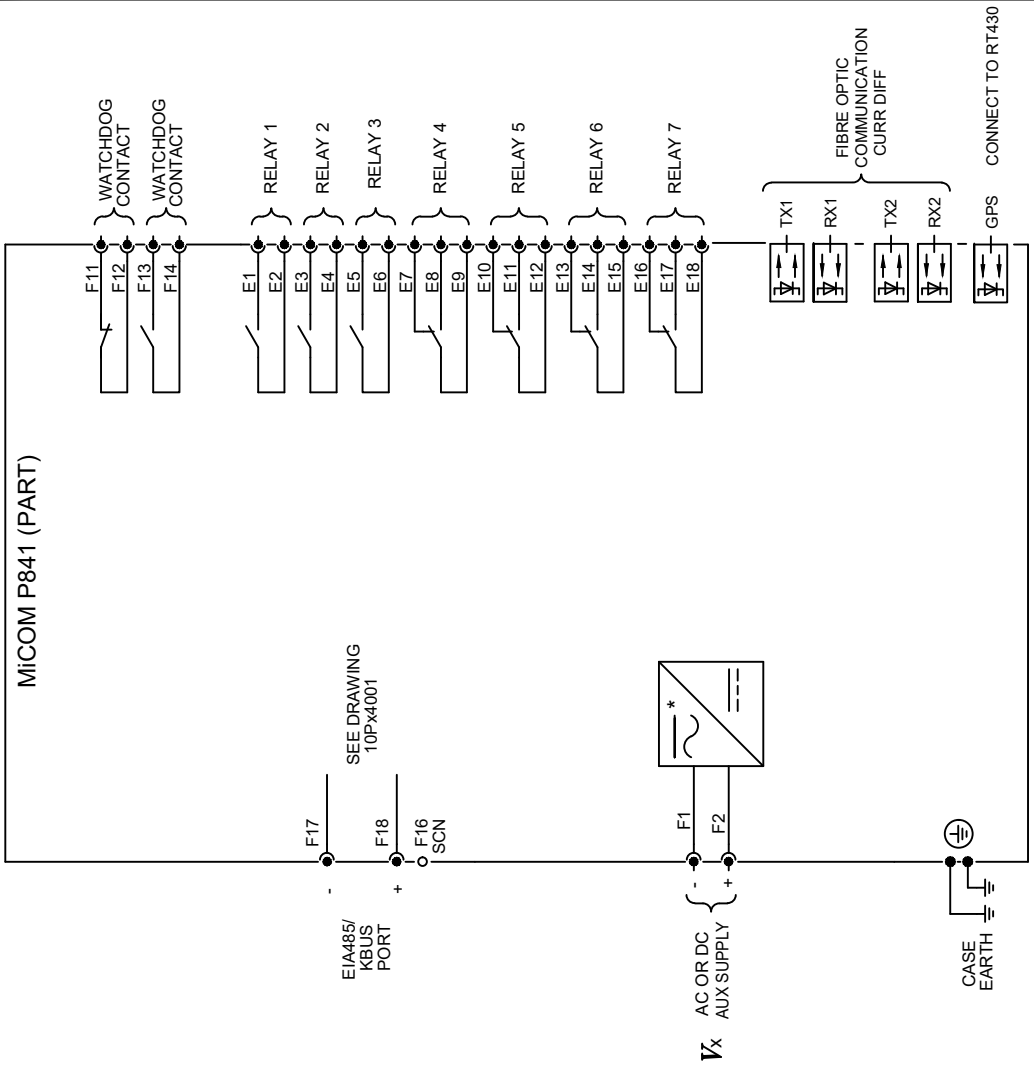 MiCOM P841 (PART)
F11
F12
F13
F14
WATCHDOG
CONTACT
WATCHDOG
CONTACT
E1
E2
E3
E4
E5
E6
E7
E8
E9
E10
E11
E12
E13
E14
E15
E16
E17
E18
RELAY 1
RELAY 2
RELAY 3
RELAY 4
RELAY 5
RELAY 6
RELAY 7
TX1
RX1
TX2
RX2
FIBRE OPTIC
COMMUNICATION
CURR DIFF
GPS
CONNECT TO RT430
EIA485/
KBUS
PORT
-
+
F17
F18
F16
SCN
SEE DRAWING
10Px4001
Vx
AC OR DC
AUX SUPPLY
-
+
F1
F2
*
CASE
EARTH